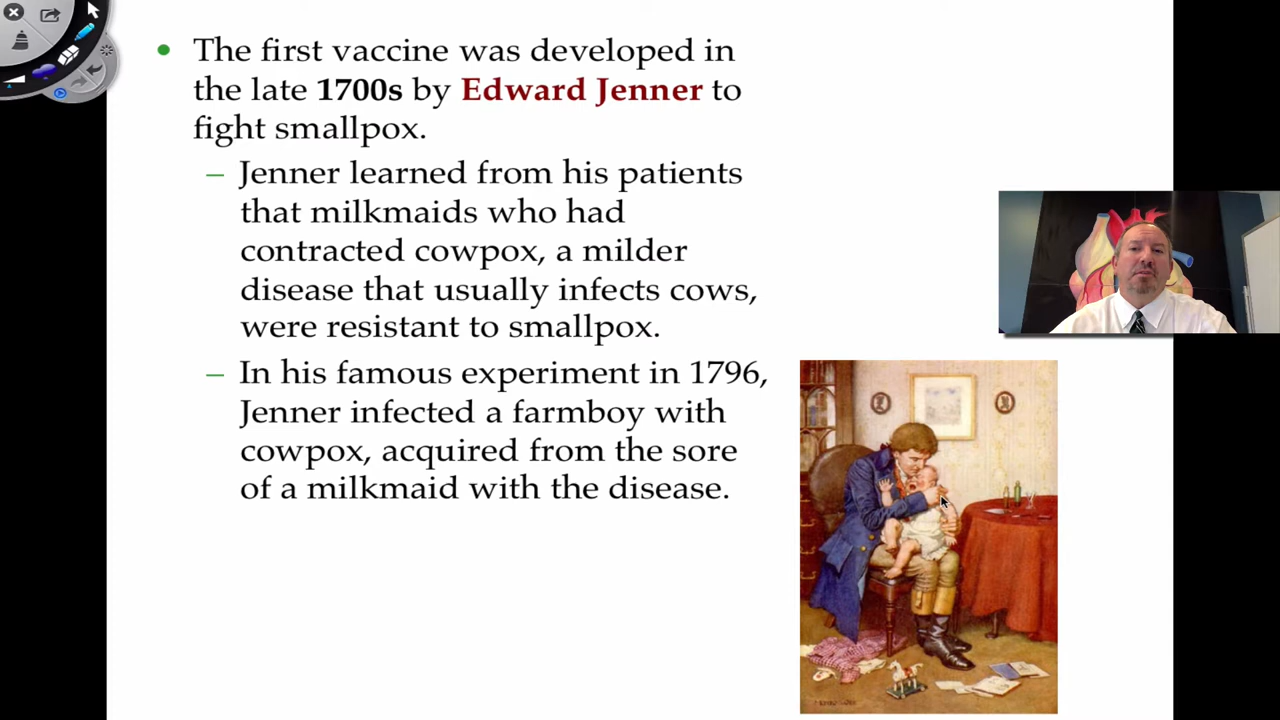 • The first vaccine was developed in
the late 1700s by Edward Jenner to
fight smallpox.
– Jenner learned from his patients
that milkmaids who had
contracted cowpox, a milder
disease that usually infects cows,
were resistant to smallpox.
– In his famous experiment in 1796,
Jenner infected a farmboy with
cowpox, acquired from the sore
of a milkmaid with the disease.